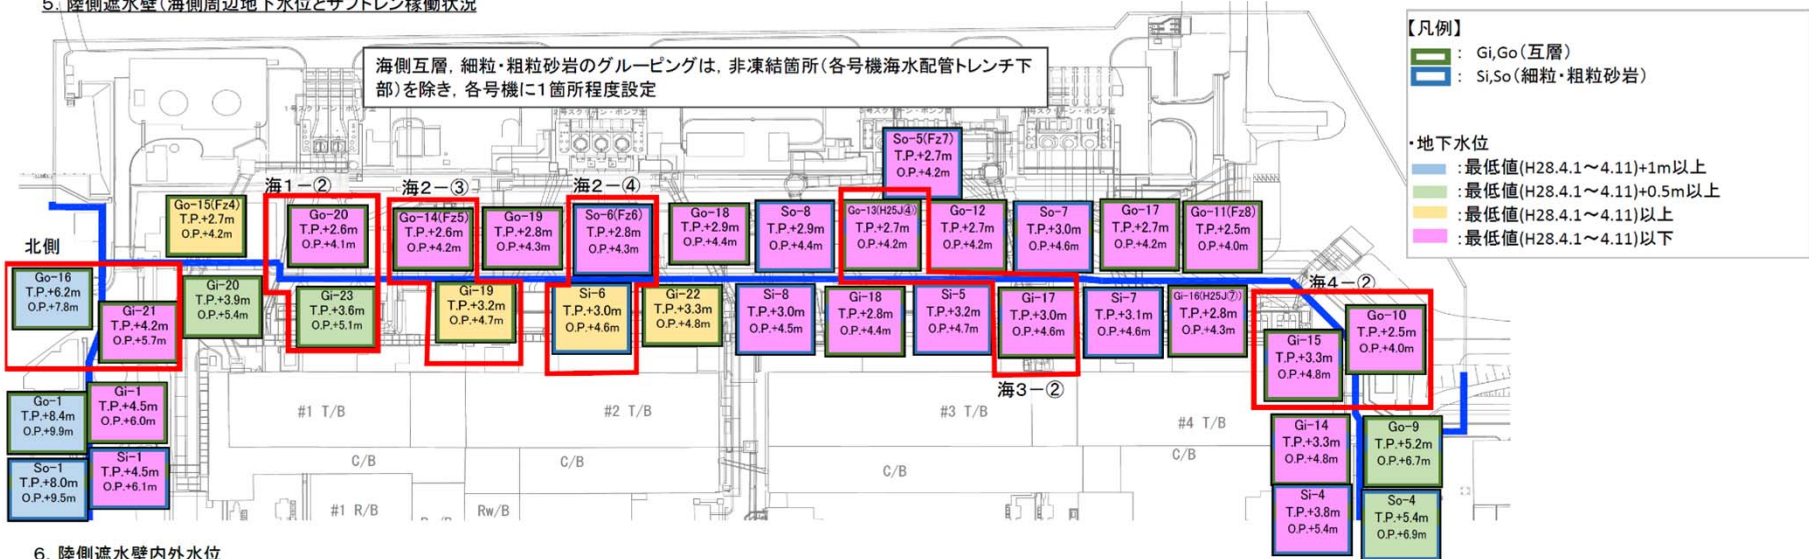 5. 陸側遮水壁(海側周辺地下水位とサブドレン稼働状況
【凡例】
: Gi,Go(互層)
: Si,So(細粒・粗粒砂岩)
・地下水位
:最低値(H28.4.1～4.11)+1m以上
:最低値(H28.4.1～4.11)+0.5m以上
:最低値(H28.4.1～4.11)以上
:最低値(H28.4.1～4.11)以下
海側互層, 細粒・粗粒砂岩のグルーピングは, 非凍結箇所(各号機海水配管トレンチ下
部)を除き, 各号機に1箇所程度設定
So-5(Fz7)
T.P.+2.7m
O.P.+4.2m
海1-②
海2-③
海2-④
Go-15(Fz4)
T.P.+2.7m
O.P.+4.2m
Go-20
T.P.+2.6m
O.P.+4.1m
Go-14(Fz5)
T.P.+2.6m
O.P.+4.2m
Go-19
T.P.+2.8m
O.P.+4.3m
So-6(Fz6)
T.P.+2.8m
O.P.+4.3m
Go-18
T.P.+2.9m
O.P.+4.4m
So-8
T.P.+2.9m
O.P.+4.4m
Go-13(H25J④)
T.P.+2.7m
O.P.+4.2m
Go-12
T.P.+2.7m
O.P.+4.2m
So-7
T.P.+3.0m
O.P.+4.6m
Go-17
T.P.+2.7m
O.P.+4.2m
Go-11(Fz8)
T.P.+2.5m
O.P.+4.0m
北側
Go-16
T.P.+6.2m
O.P.+7.8m
Gi-21
T.P.+4.2m
O.P.+5.7m
Gi-20
T.P.+3.9m
O.P.+5.4m
Gi-23
T.P.+3.6m
O.P.+5.1m
Gi-19
T.P.+3.2m
O.P.+4.7m
Si-6
T.P.+3.0m
O.P.+4.6m
Gi-22
T.P.+3.3m
O.P.+4.8m
Si-8
T.P.+3.0m
O.P.+4.5m
Gi-18
T.P.+2.8m
O.P.+4.4m
Si-5
T.P.+3.2m
O.P.+4.7m
Gi-17
T.P.+3.0m
O.P.+4.6m
Si-7
T.P.+3.1m
O.P.+4.6m
Gi-16(H25J⑦)
T.P.+2.8m
O.P.+4.3m
海4-②
Gi-15
T.P.+3.3m
O.P.+4.8m
Go-10
T.P.+2.5m
O.P.+4.0m
海3-②
Go-1
T.P.+8.4m
O.P.+9.9m
Gi-1
T.P.+4.5m
O.P.+6.0m
So-1
T.P.+8.0m
O.P.+9.5m
Si-1
T.P.+4.5m
O.P.+6.1m
#1 T/B
#2 T/B
#3 T/B
#4 T/B
C/B
C/B
C/B
C/B
#1 R/B
Rw/B
Gi-14
T.P.+3.3m
O.P.+4.8m
Go-9
T.P.+5.2m
O.P.+6.7m
Si-4
T.P.+3.8m
O.P.+5.4m
So-4
T.P.+5.4m
O.P.+6.9m
6. 陸側遮水壁内外水位